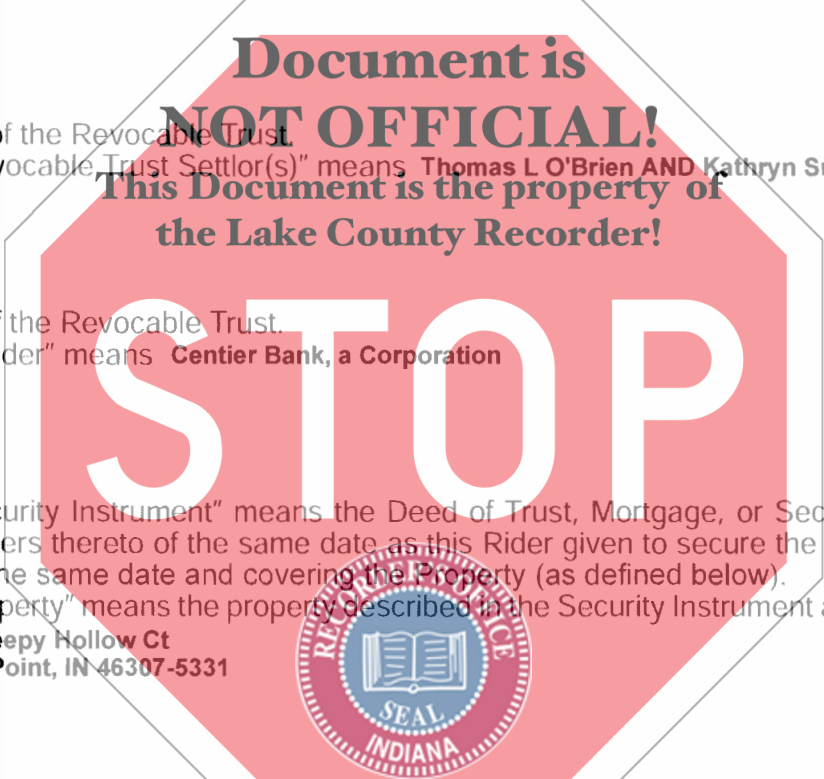 Document is
NOT OFFICIAL!
of the Revocable Trust.
vocable Trust Settlor(s)" means Thomas L O'Brien AND Kathryn Su
This Document is the property of
the Lake County Recorder!
the Revocable Trust.
der" means Centier Bank, a Corporation
STOP
curity Instrument" means the Deed of Trust, Mortgage, or Sec
ers thereto of the same date as this Rider given to secure the
he same date and covering the Property (as defined below).
perty" means the property described in the Security Instrument a
eepy Hollow Ct
Point, IN 46307-5331
RECORDER'S OFFICE
SEAL
INDIANA